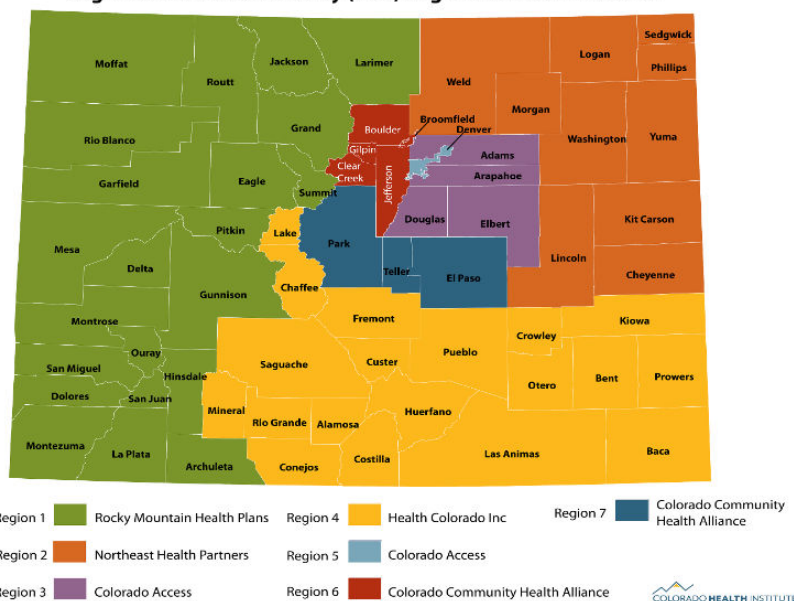 Moffat
Routt
Jackson
Larimer
Weld
Logan
Sedgwick
Phillips
Morgan
Washington
Yuma
Rio Blanco
Grand
Boulder
Broomfield
Denver
Gilpin
Clear
Creek
Jefferson
Adams
Arapahoe
Garfield
Eagle
Summit
Douglas
Elbert
Kit Carson
Pitkin
Lake
Park
Lincoln
Mesa
Delta
Teller
El Paso
Cheyenne
Gunnison
Chaffee
Montrose
Fremont
Kiowa
Crowley
Ouray
San Miguel
Hinsdale
Saguache
Custer
Pueblo
Otero
Bent
Prowers
Dolores
San Juan
Mineral
Rio Grande
Alamosa
Huerfano
Montezuma
La Plata
Archuleta
Conejos
Costilla
Las Animas
Baca
Region 1 Rocky Mountain Health Plans
Region 4 Health Colorado Inc
Region 7 Colorado Community
Health Alliance
Region 2 Northeast Health Partners
Region 5 Colorado Access
Region 3 Colorado Access
Region 6 Colorado Community Health Alliance
COLORADO HEALTH INSTITUTE